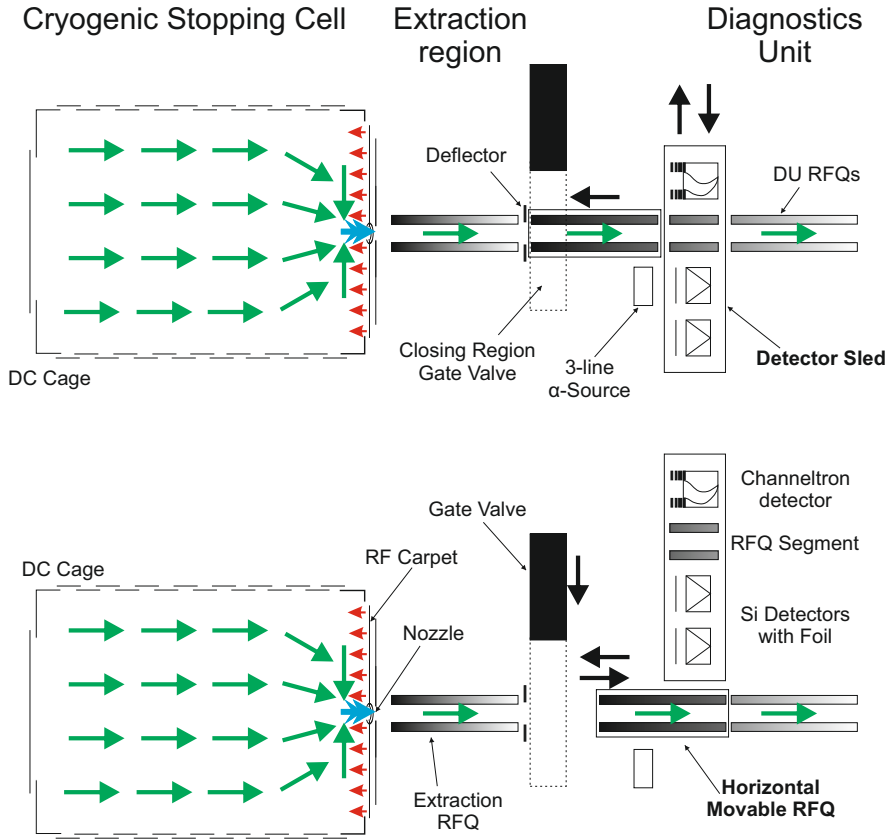 Cryogenic Stopping Cell
Extraction
region
Diagnostics
Unit
Deflector
DU RFQs
Closing Region
Gate Valve
3-line
α-Source
Detector Sled
DC Cage
Gate Valve
Channeltron
detector
RFQ Segment
DC Cage
RF Carpet
Nozzle
Si Detectors
with Foil
Extraction
RFQ
Horizontal
Movable RFQ